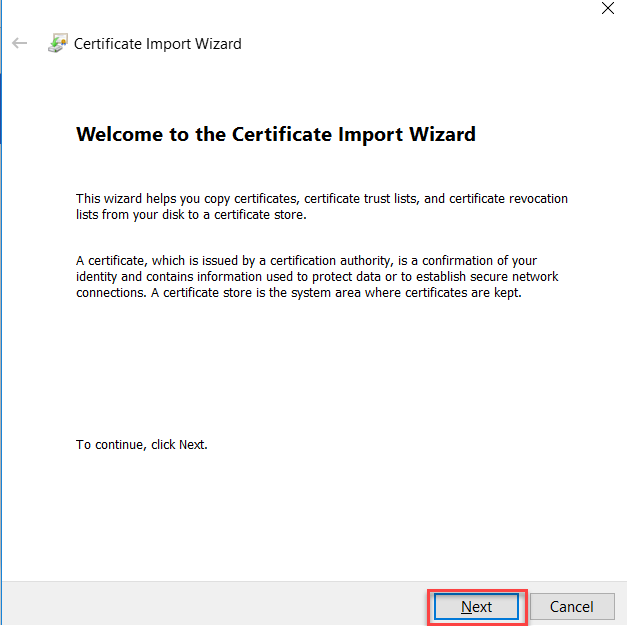 Certificate Import Wizard
Welcome to the Certificate Import Wizard
This wizard helps you copy certificates, certificate trust lists, and certificate revocation
lists from your disk to a certificate store.
A certificate, which is issued by a certification authority, is a confirmation of your
identity and contains information used to protect data or to establish secure network
connections. A certificate store is the system area where certificates are kept.
To continue, click Next.
Next
Cancel